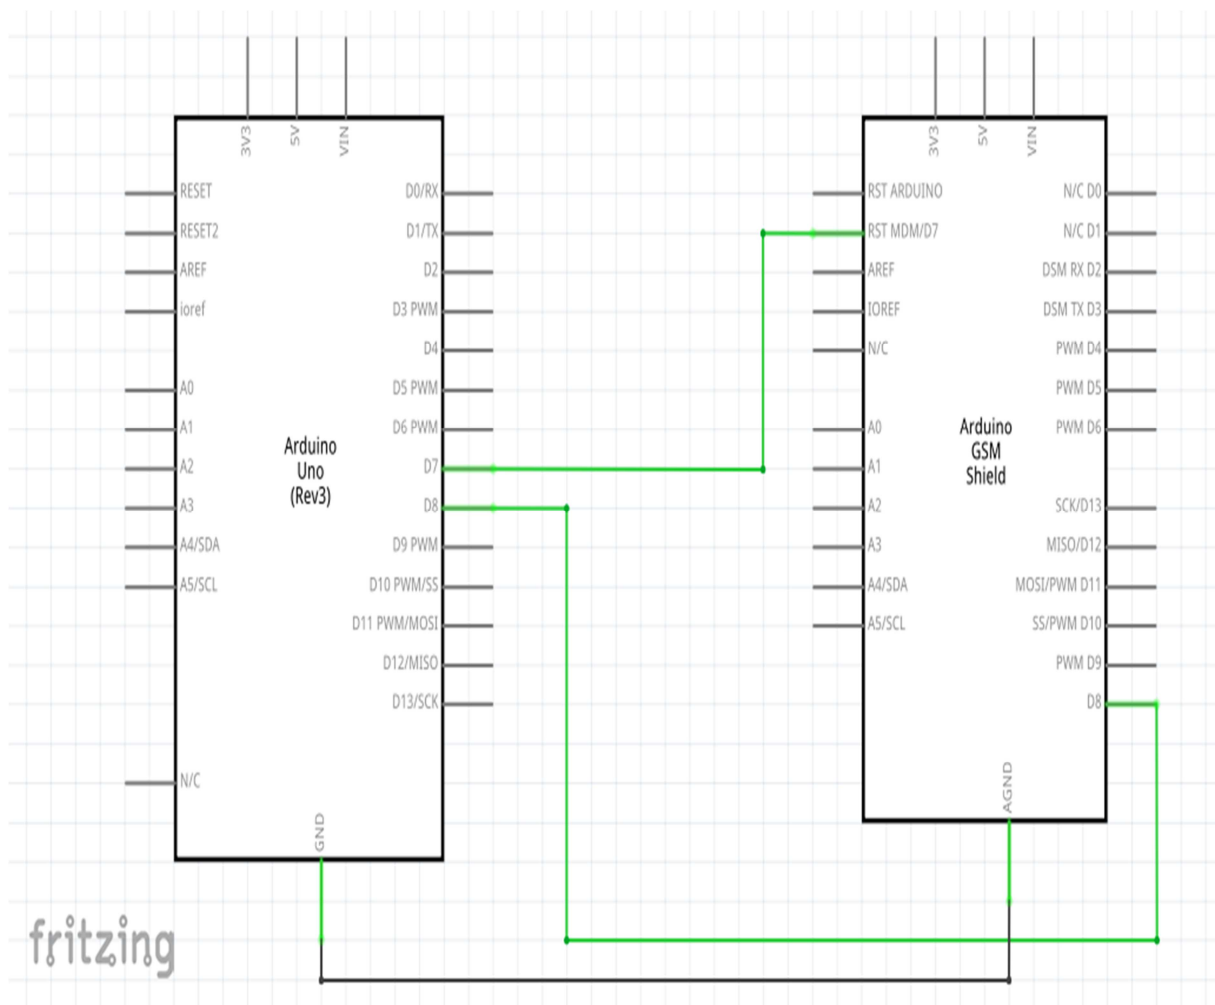 3V3
5V
VIN
RESET
RESET2
AREF
ioref
A0
A1
A2
A3
A4/SDA
A5/SCL
N/C
Arduino
Uno
(Rev3)
D0/RX
D1/TX
D2
D3 PWM
D4
D5 PWM
D6 PWM
D7
D8
D9 PWM
D10 PWM/SS
D11 PWM/MOSI
D12/MISO
D13/SCK
GND
3V3
5V
VIN
RST ARDUINO
RST MDM/D7
AREF
IOREF
N/C
A0
A1
A2
A3
A4/SDA
A5/SCL
Arduino
GSM
Shield
N/C D0
N/C D1
DSM RX D2
DSM TX D3
PWM D4
PWM D5
PWM D6
SCK/D13
MISO/D12
MOSI/PWM D11
SS/PWM D10
PWM D9
D8
AGND
fritzing